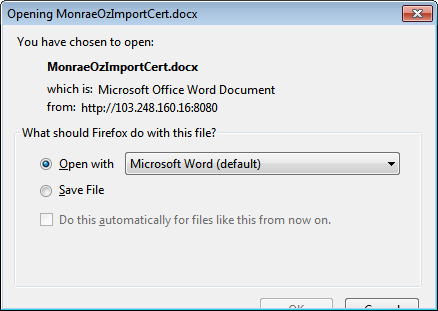 Opening MonraeOzImportCert.docx
You have chosen to open:
MonraeOzImportCert.docx
which is: Microsoft Office Word Document
from: http://103.248.160.16:8080
What should Firefox do with this file?
Open with Microsoft Word (default)
Save File
Do this automatically for files like this from now on.